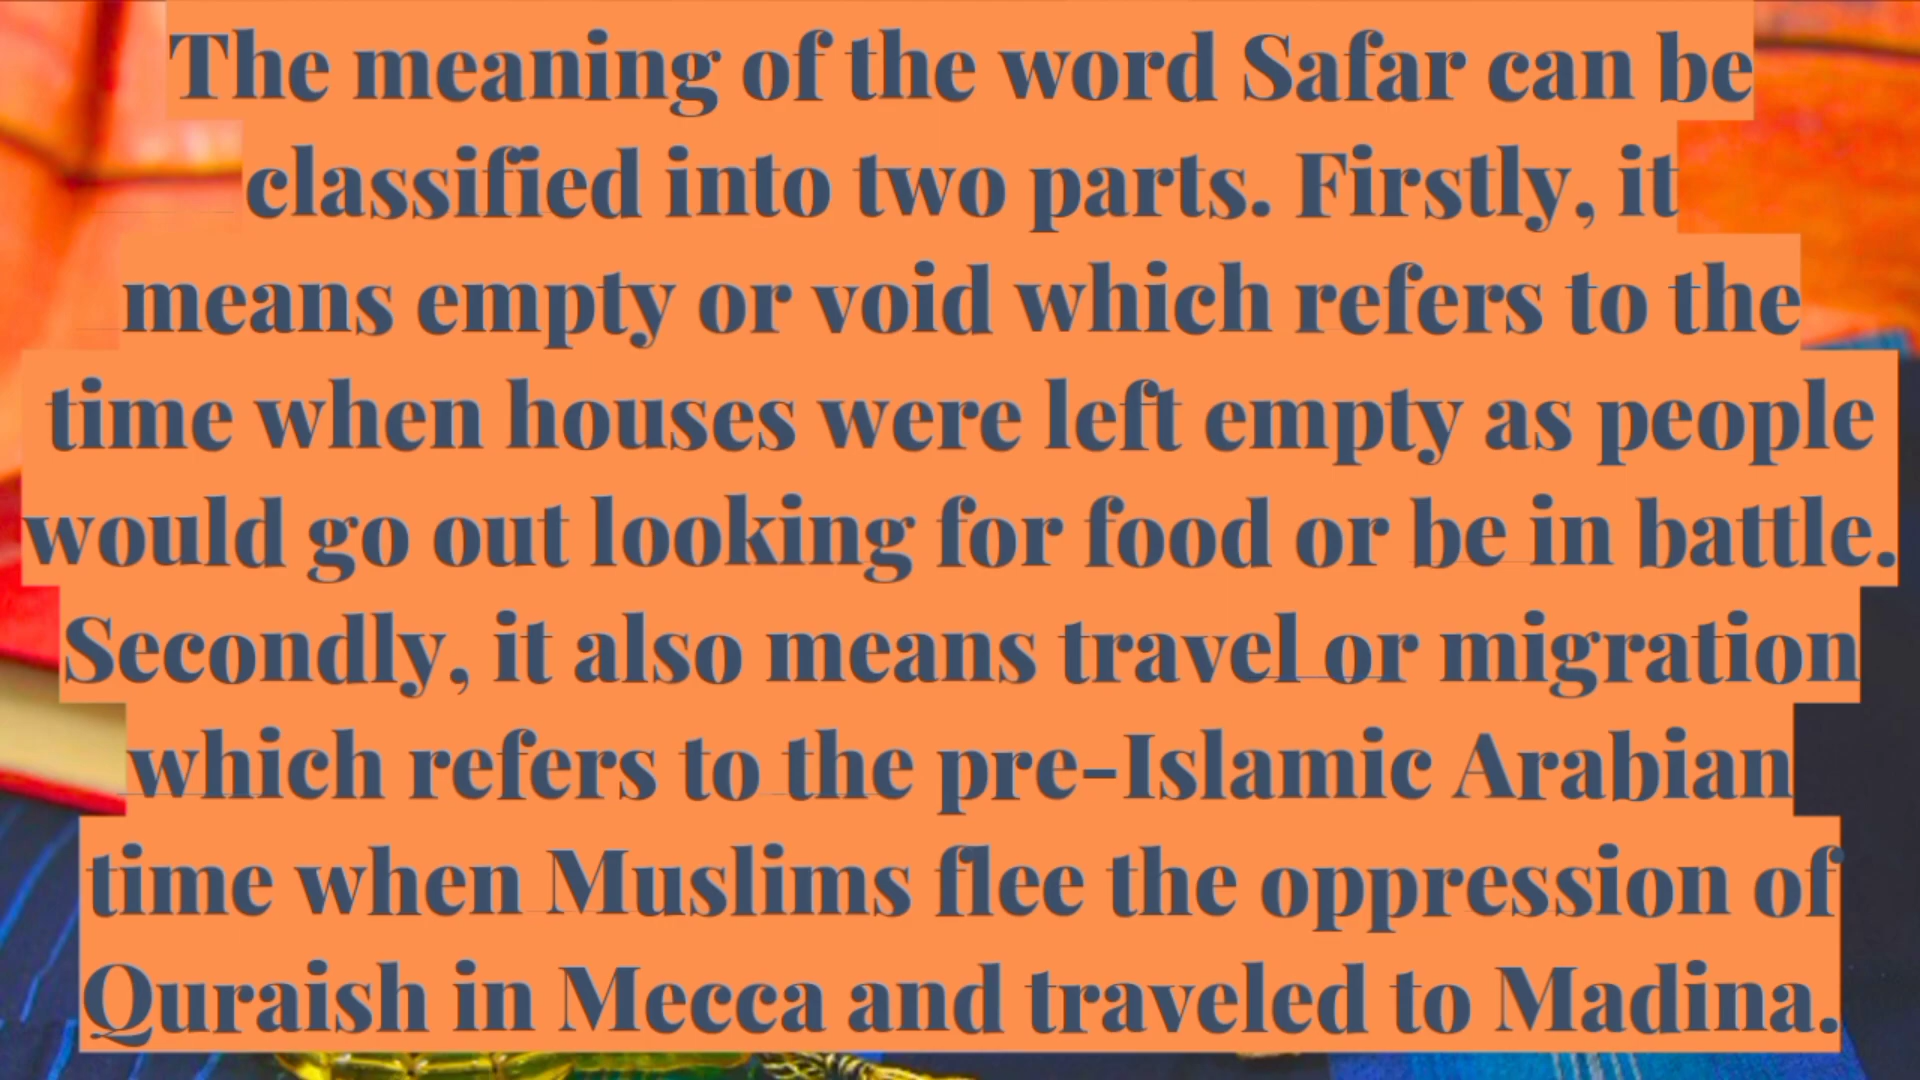 The meaning of the word Safar can be
classified into two parts. Firstly, it
means empty or void which refers to the
time when houses were left empty as people
would go out looking for food or be in battle.
Secondly, it also means travel or migration
which refers to the pre-Islamic Arabian
time when Muslims flee the oppression of
Quraish in Mecca and traveled to Madina.